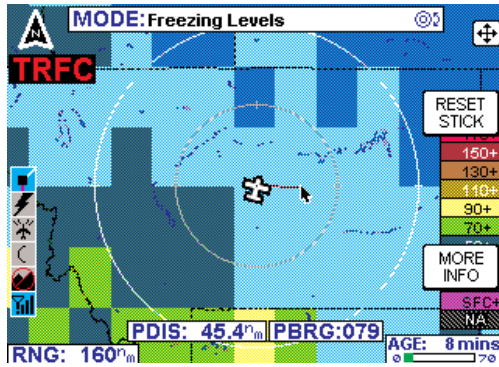 MODE: Freezing Levels
N
TRFC
RESET
STICK
150+
130+
110+
90+
70+
MORE
INFO
SFC+
NA
PDIS: 45.4nm PBRG:079
RNG: 160nm
AGE: 8 mins
0 70